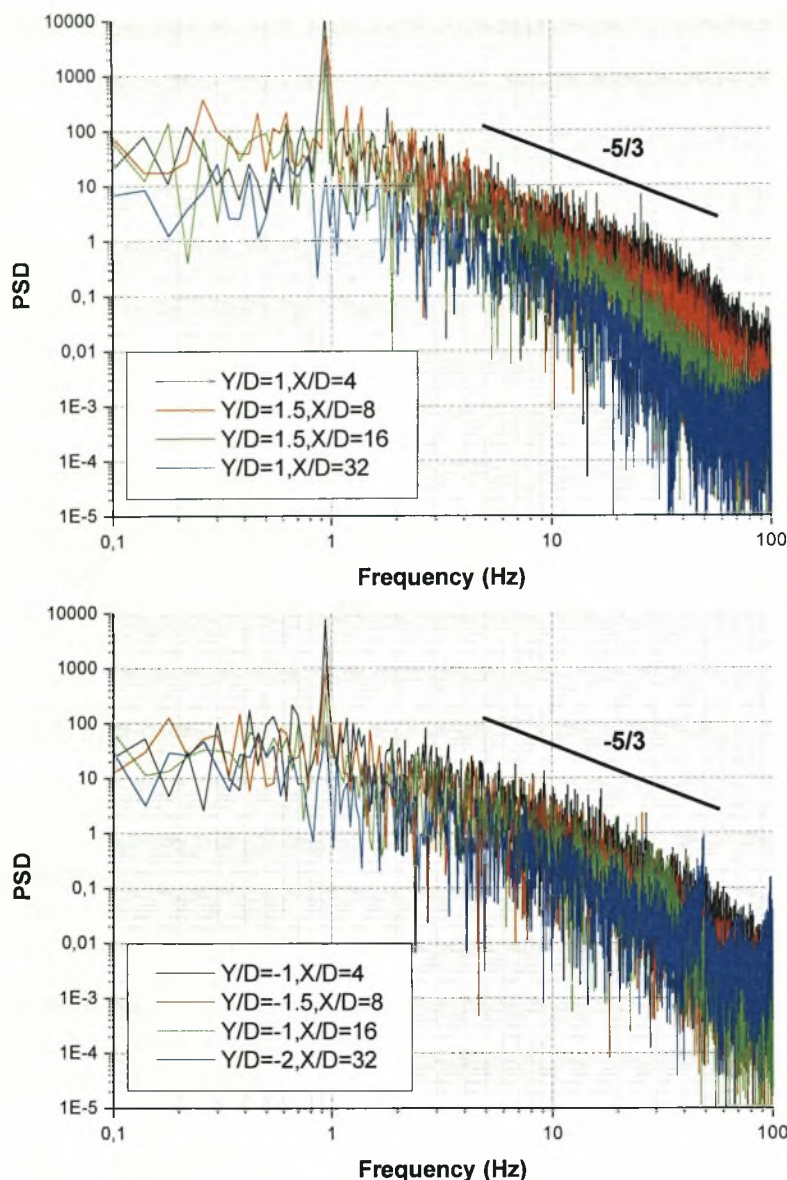 10000
1000
100
10
1
0,1
0,01
1E-3
1E-4
1E-5
PSD
-5/3
Y/D=1,X/D=4
Y/D=1.5,X/D=8
Y/D=1.5,X/D=16
Y/D=1,X/D=32
0,1 1 10 100
Frequency (Hz)
10000
1000
100
10
1
0,1
0,01
1E-3
1E-4
1E-5
PSD
-5/3
Y/D=-1,X/D=4
Y/D=-1.5,X/D=8
Y/D=-1,X/D=16
Y/D=-2,X/D=32
0,1 1 10 100
Frequency (Hz)